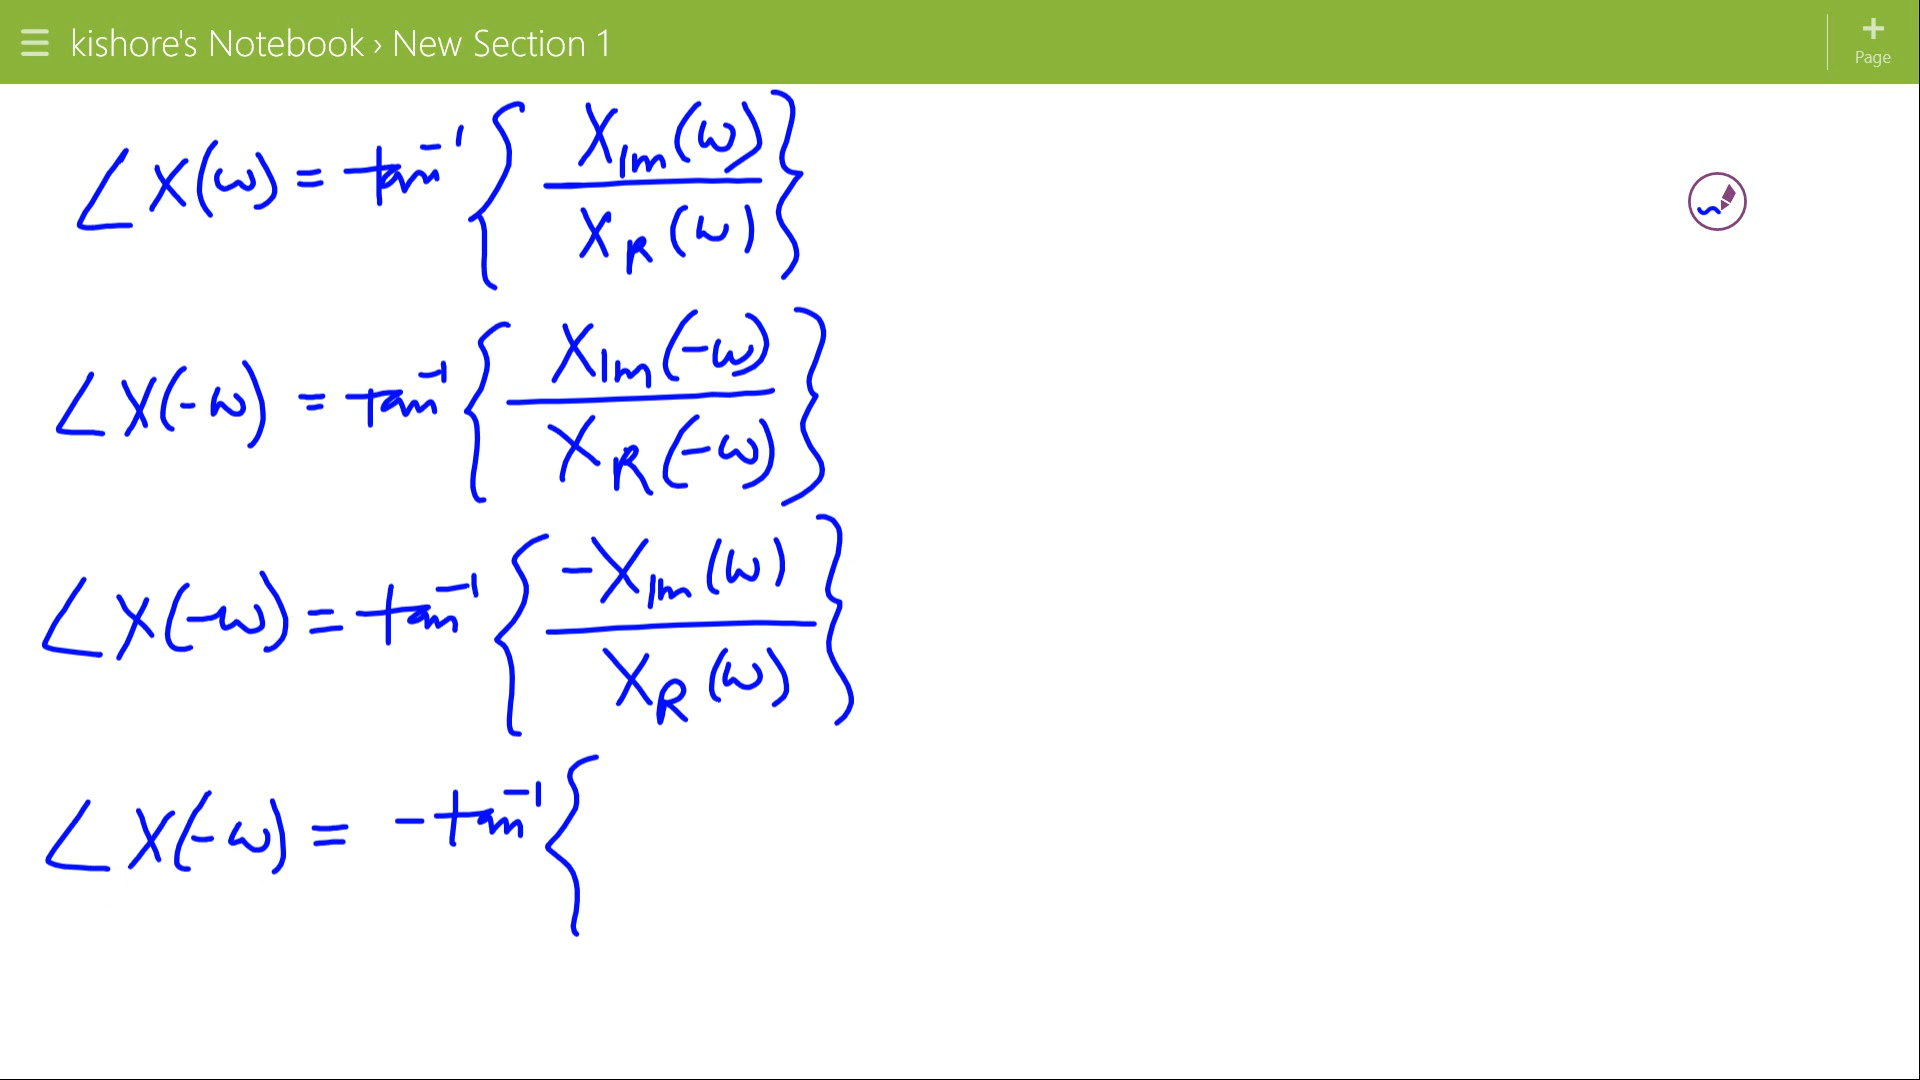 kishore's Notebook › New Section 1
+ Page
∠X(ω) = tan⁻¹ { X_Im(ω) / X_R(ω) }
∠X(-ω) = tan⁻¹ { X_Im(-ω) / X_R(-ω) }
∠X(-ω) = tan⁻¹ { -X_Im(ω) / X_R(ω) }
∠X(-ω) = -tan⁻¹ {